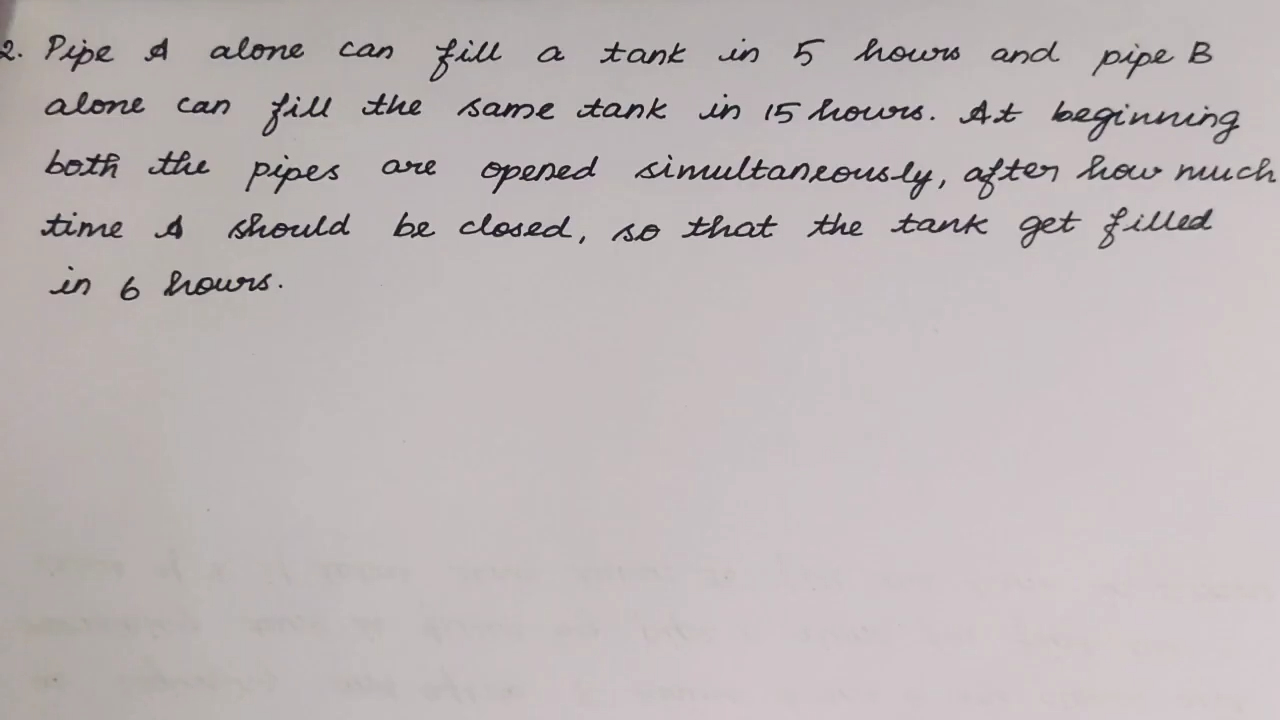 2. Pipe A alone can fill a tank in 5 hours and pipe B
alone can fill the same tank in 15 hours. At beginning
both the pipes are opened simultaneously, after how much
time A should be closed, so that the tank get filled
in 6 hours.